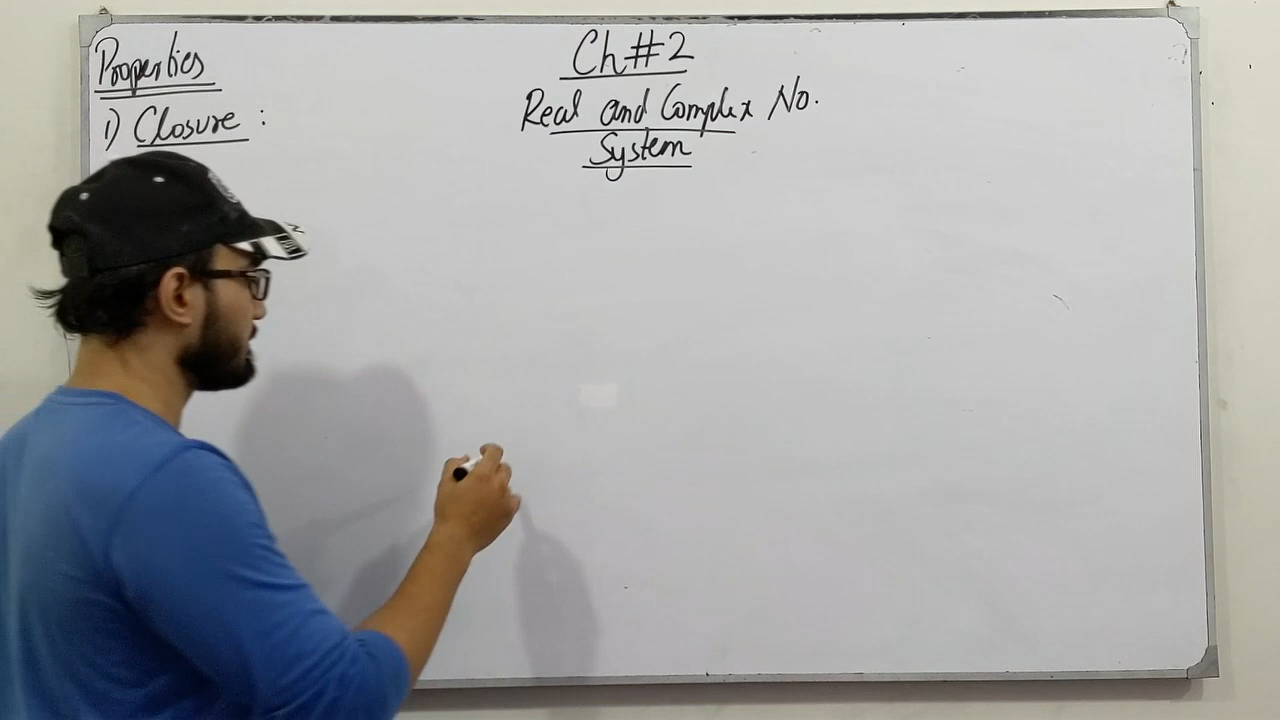 Properties
1) Closure :
Ch#2
Real and Complex No.
System